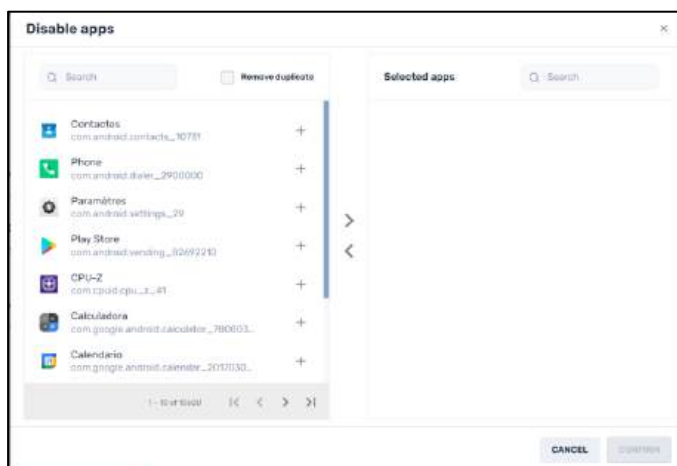 Disable apps
Search
Remove duplicate
Selected apps
Search
Contactos
com.android.contacts_10731
Phone
com.android.dialer_2900000
Paramètres
com.android.settings_29
Play Store
com.android.vending_82692210
CPU-Z
com.cpuid.cpu_z_41
Calculadora
com.google.android.calculator_780603...
Calendario
com.google.android.calendar_2017030...
CANCEL
CONFIRM